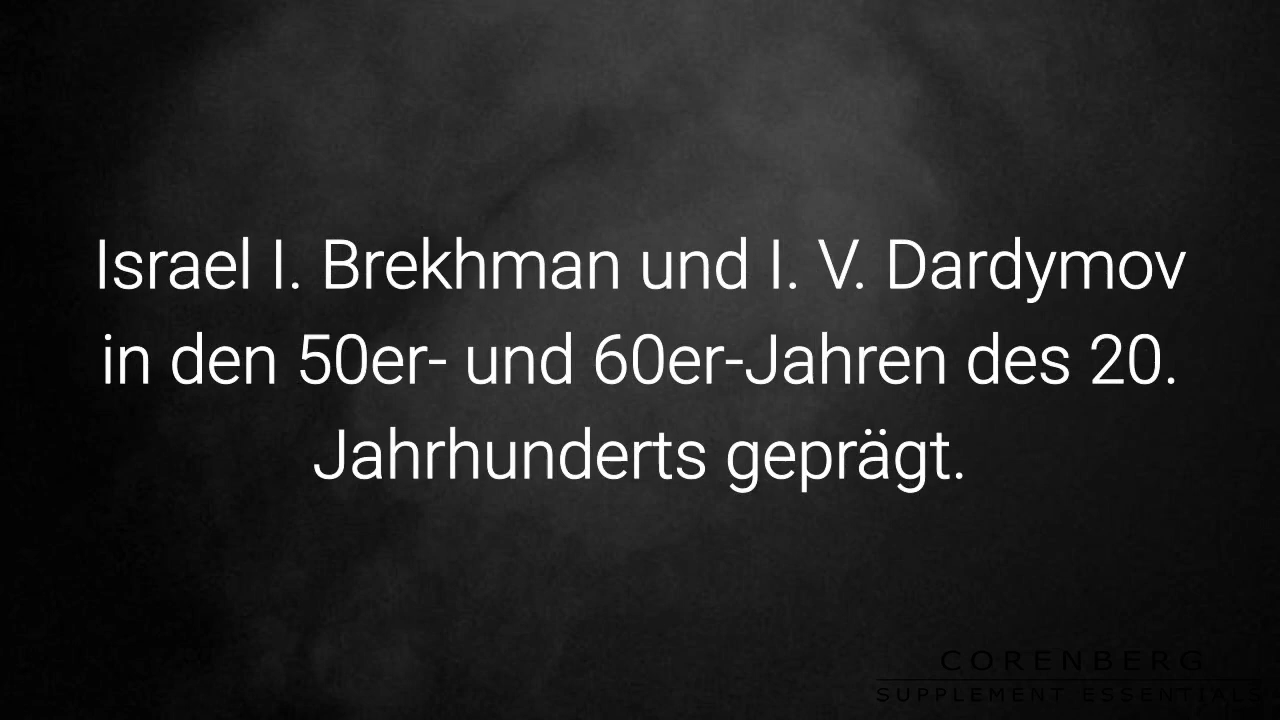 Israel I. Brekhman und I. V. Dardymov
in den 50er- und 60er-Jahren des 20.
Jahrhunderts geprägt.
CORENBERG
SUPPLEMENT ESSENTIALS